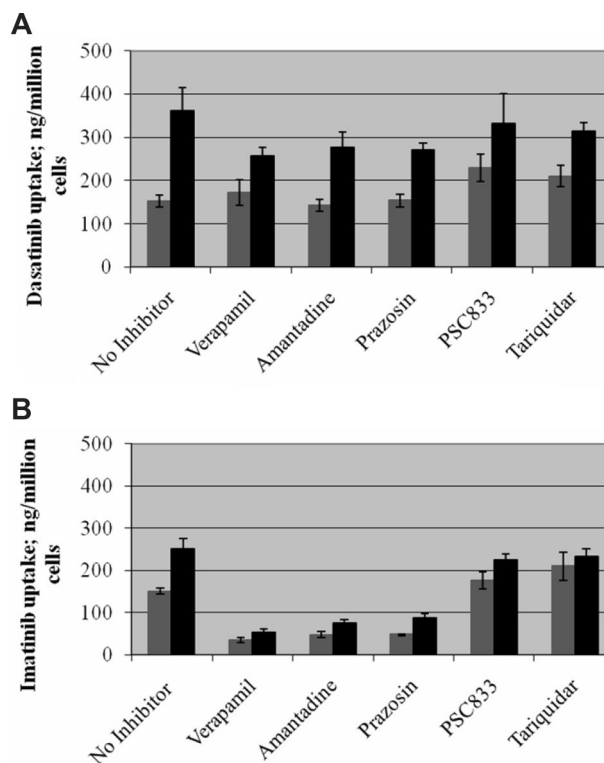 A
Dasatinib uptake; ng/million
cells
500
400
300
200
100
0
No Inhibitor
Verapamil
Amantadine
Prazosin
PSC833
Tariquidar
B
Imatinib uptake; ng/million
cells
500
400
300
200
100
0
No Inhibitor
Verapamil
Amantadine
Prazosin
PSC833
Tariquidar